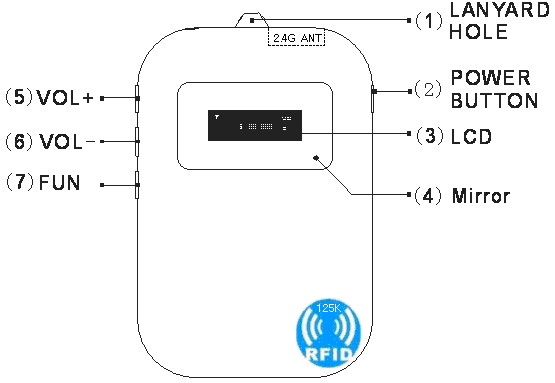 (1) LANYARD
HOLE
2.4G ANT
(2) POWER
BUTTON
(3) LCD
(4) Mirror
(5) VOL+
(6) VOL-
(7) FUN
125K
RFID